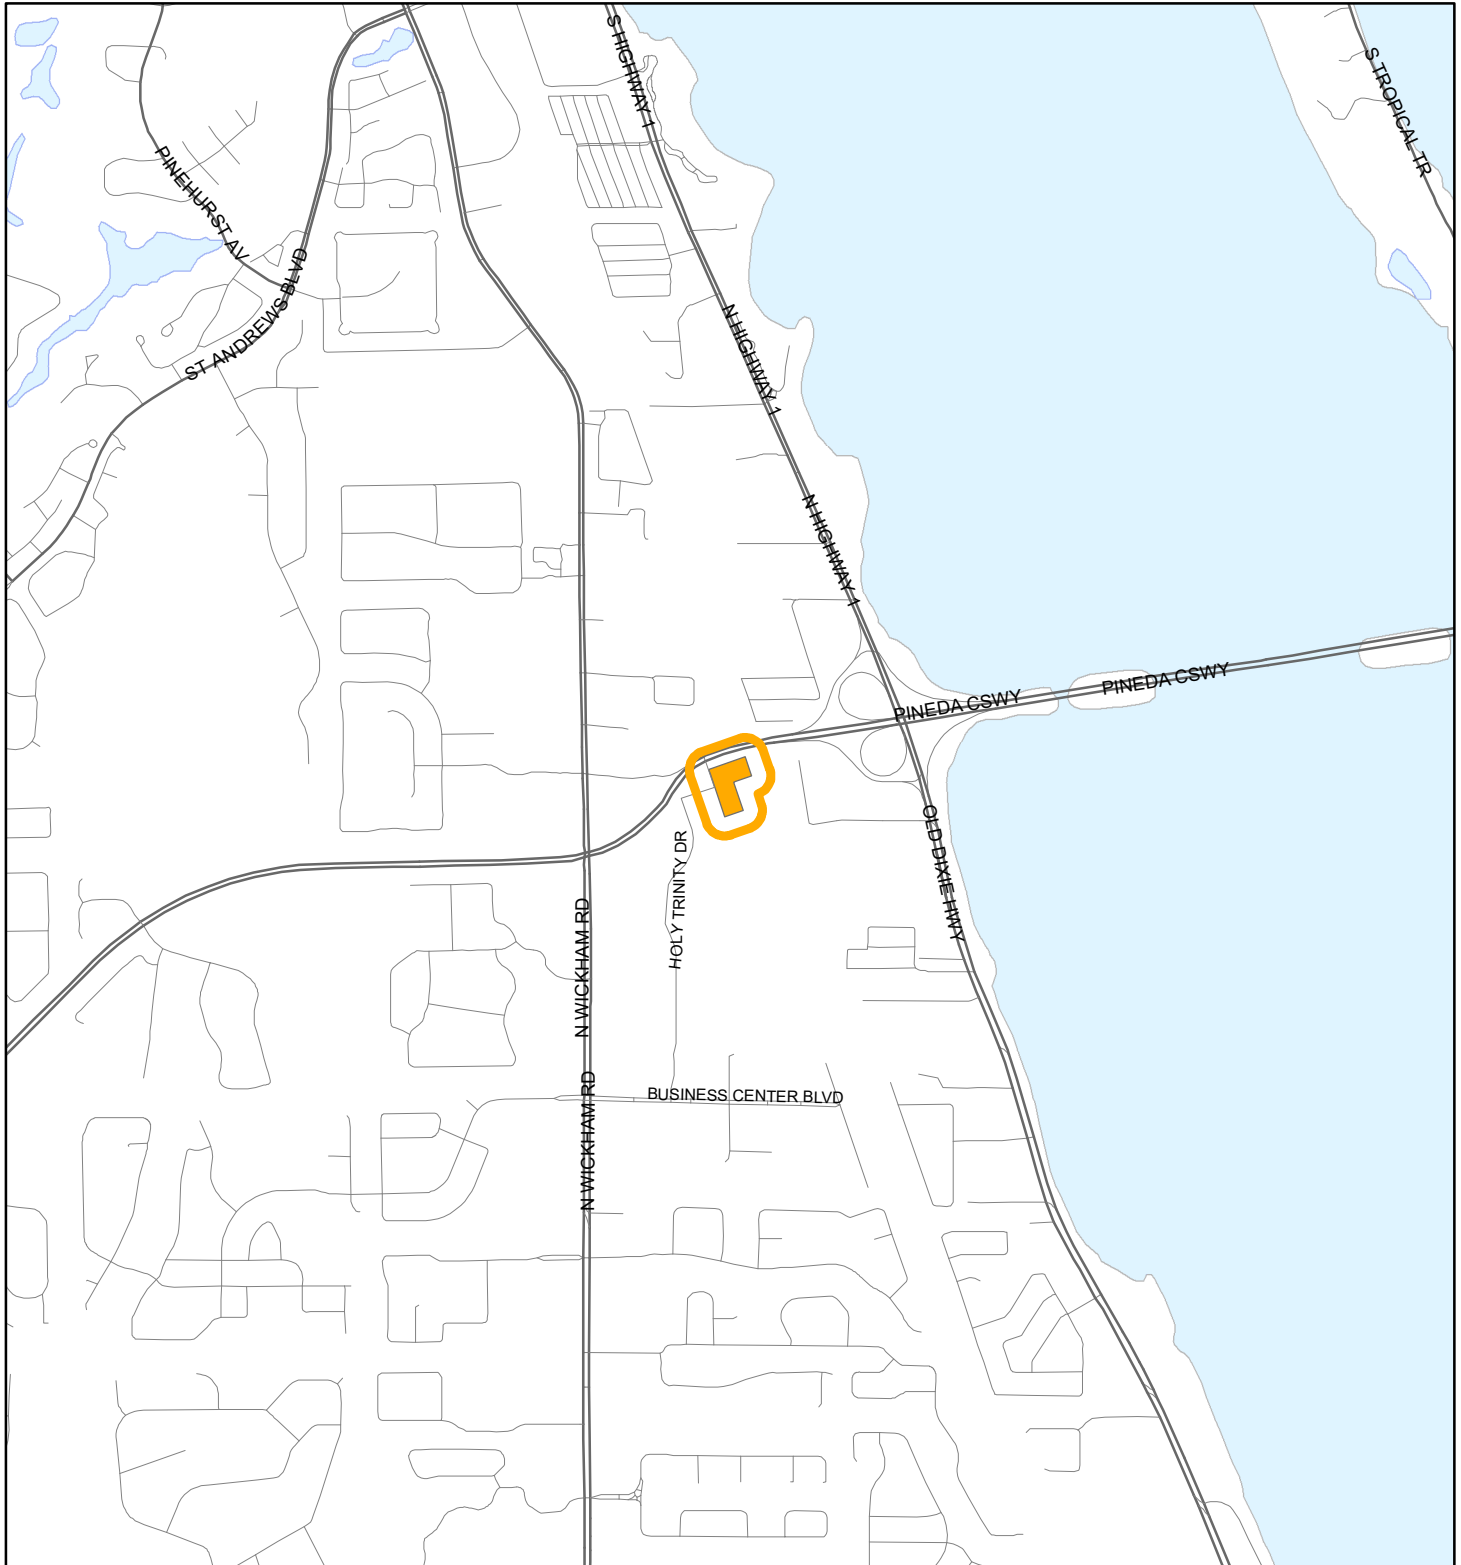 S HIGHWAY 1
S TROPICAL TR
PINEHURST AV
ST ANDREWS BLVD
N HIGHWAY 1
N HIGHWAY 1
PINEDA CSWY
PINEDA CSWY
OLD DIXIE HWY
HOLY TRINITY DR
N WICKHAM RD
N WICKHAM RD
BUSINESS CENTER BLVD